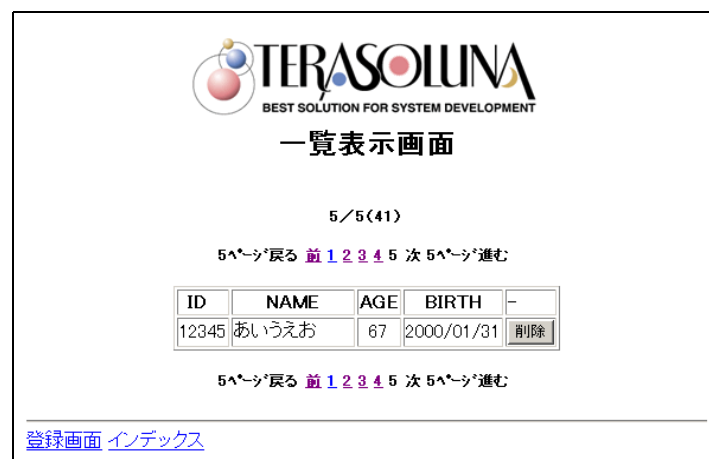 TERASOLUNA
BEST SOLUTION FOR SYSTEM DEVELOPMENT
一覧表示画面
5/5(41)
5ページ戻る 前 1 2 3 4 5 次 5ページ進む
ID NAME AGE BIRTH -
12345 あいうえお 67 2000/01/31 削除
5ページ戻る 前 1 2 3 4 5 次 5ページ進む
登録画面 インデックス